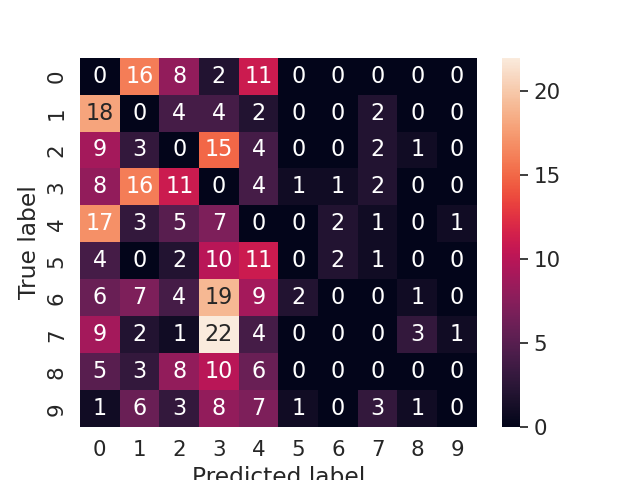 0 0 16 8 2 11 0 0 0 0 0
1 18 0 4 4 2 0 0 2 0 0
2 9 3 0 15 4 0 0 2 1 0
3 8 16 11 0 4 1 1 2 0 0
4 17 3 5 7 0 0 2 1 0 1
5 4 0 2 10 11 0 2 1 0 0
6 6 7 4 19 9 2 0 0 1 0
7 9 2 1 22 4 0 0 0 3 1
8 5 3 8 10 6 0 0 0 0 0
9 1 6 3 8 7 1 0 3 1 0
0 1 2 3 4 5 6 7 8 9
Predicted label
True label
20
15
10
5
0